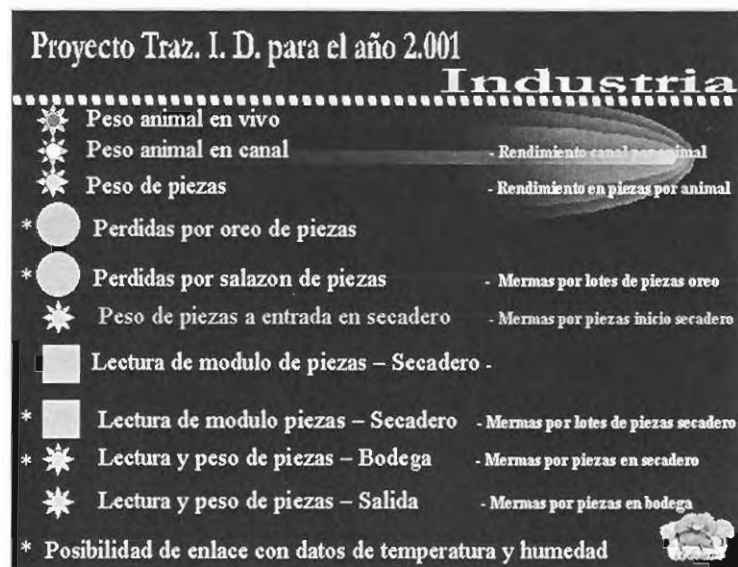 Proyecto Traz. I. D. para el año 2.001
Industria
Peso animal en vivo
Peso animal en canal - Rendimiento canal por animal
Peso de piezas - Rendimiento en piezas por animal
* Perdidas por oreo de piezas
* Perdidas por salazon de piezas - Mermas por lotes de piezas oreo
Peso de piezas a entrada en secadero - Mermas por piezas inicio secadero
Lectura de modulo de piezas – Secadero -
* Lectura de modulo piezas – Secadero - Mermas por lotes de piezas secadero
* Lectura y peso de piezas – Bodega - Mermas por piezas en secadero
Lectura y peso de piezas – Salida - Mermas por piezas en bodega
* Posibilidad de enlace con datos de temperatura y humedad